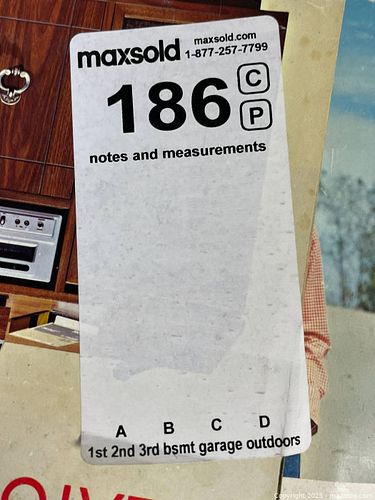 maxsold
maxsold.com
1-877-257-7799
186
C
P
notes and measurements
A B C D
1st 2nd 3rd bsmt garage outdoors